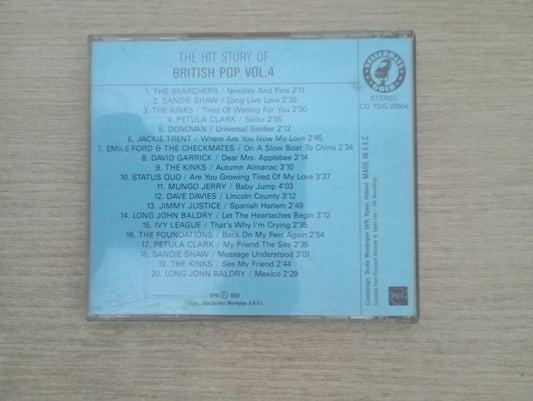 THE HIT STORY OF
BRITISH POP VOL.4
1. THE SEARCHERS / Needles And Pins 2'11
2. SANDIE SHAW / Long Live Love 2'38
3. THE KINKS / Tired Of Waiting For You 2'30
4. PETULA CLARK / Sailor 2'55
5. DONOVAN / Universal Soldier 2'12
6. JACKIE TRENT / Where Are You Now My Love 2'45
7. EMILE FORD & THE CHECKMATES / On A Slow Boat To China 2'34
8. DAVID GARRICK / Dear Mrs. Applebee 2'14
9. THE KINKS / Autumn Almanac 3'10
10. STATUS QUO / Are You Growing Tired Of My Love 3'37
11. MUNGO JERRY / Baby Jump 4'03
12. DAVE DAVIES / Lincoln County 3'12
13. JIMMY JUSTICE / Spanish Harlem 2'49
14. LONG JOHN BALDRY / Let The Heartaches Begin 3'12
15. IVY LEAGUE / That's Why I'm Crying 2'35
16. THE FOUNDATIONS / Back On My Feet Again 2'54
17. PETULA CLARK / My Friend The Sea 2'35
18. SANDIE SHAW / Message Understood 3'01
19. THE KINKS / See My Friend 2'44
20. LONG JOHN BALDRY / Mexico 2'29
YESTERDAYS
GOLD
STEREO
MADE IN E.E.C.